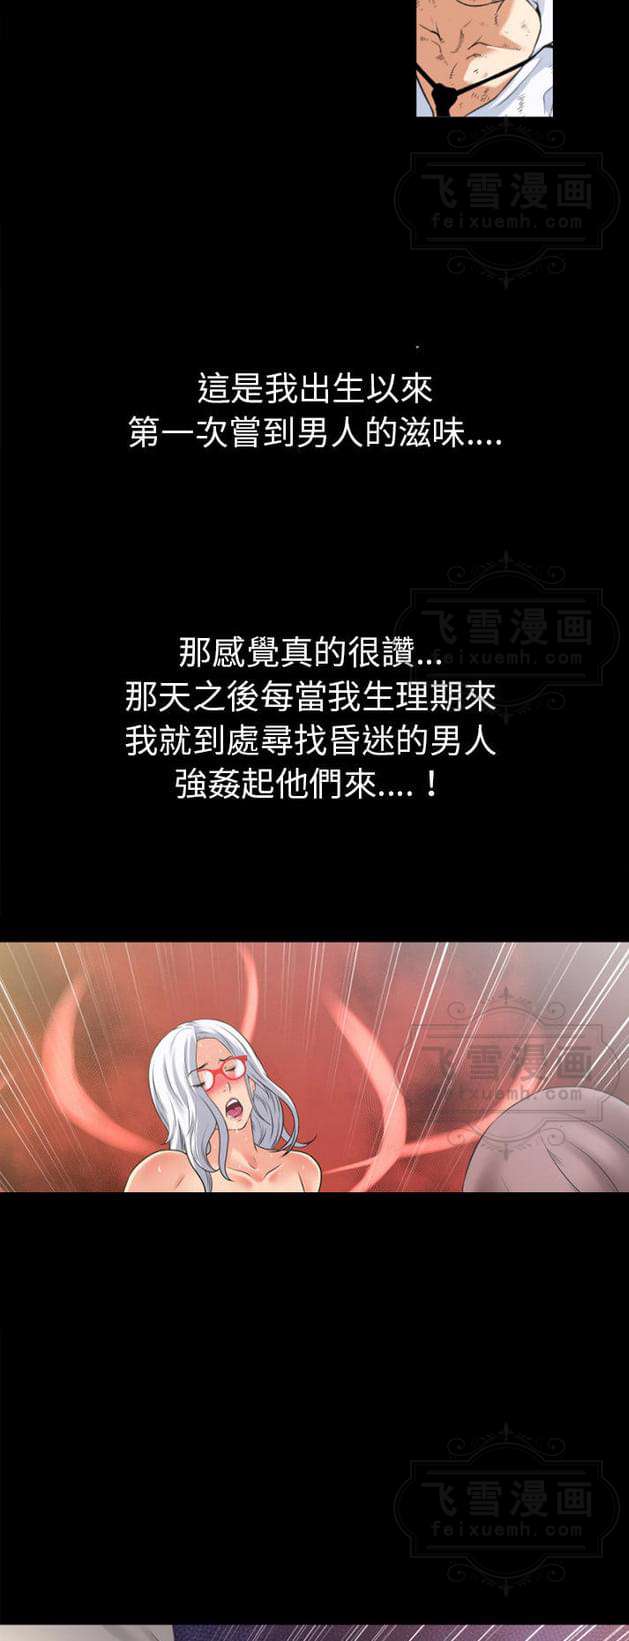 飞雪漫画
feixuemh.com
這是我出生以來
第一次嘗到男人的滋味....
飞雪漫画
feixuemh.com
那感覺真的很讚...
那天之後每當我生理期來
我就到處尋找昏迷的男人
強姦起他們來....！
飞雪漫画
feixuemh.com
飞雪漫画
feixuemh.com